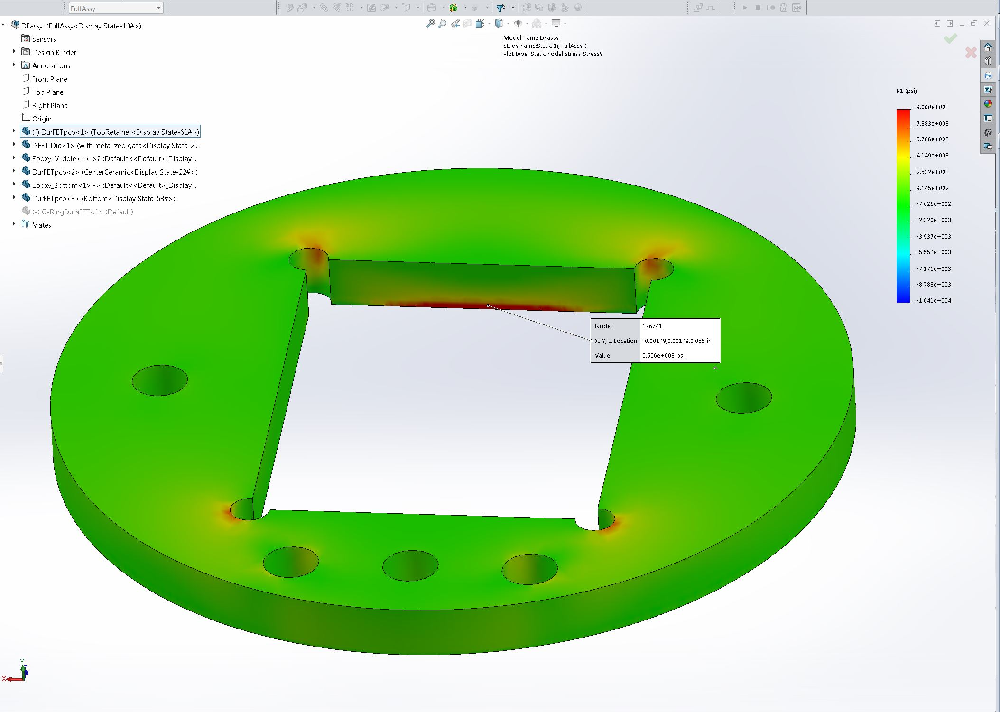 FullAssy
DFassy (FullAssy<Display State-10#>)
Sensors
Design Binder
A Annotations
Front Plane
Top Plane
Right Plane
Origin
(f) DurFETpcb<1> (TopRetainer<Display State-61#>)
ISFET Die<1> (with metalized gate<Display State-2...
Epoxy_Middle<1>->? (Default<<Default>_Display ...
DurFETpcb<2> (CenterCeramic<Display State-22#>)
Epoxy_Bottom<1> -> (Default<<Default>_Display ...
DurFETpcb<3> (Bottom<Display State-53#>)
(-) O-RingDuraFET<1> (Default)
Mates
Model name:DFassy
Study name:Static 1(-FullAssy-)
Plot type: Static nodal stress Stress9
P1 (psi)
9.000e+003
7.383e+003
5.766e+003
4.149e+003
2.532e+003
9.145e+002
-7.026e+002
-2.320e+003
-3.937e+003
-5.554e+003
-7.171e+003
-8.788e+003
-1.041e+004
Node: 176741
X, Y, Z Location: -0.00149,0.00149,0.085 in
Value: 9.506e+003 psi
Y
Z
X